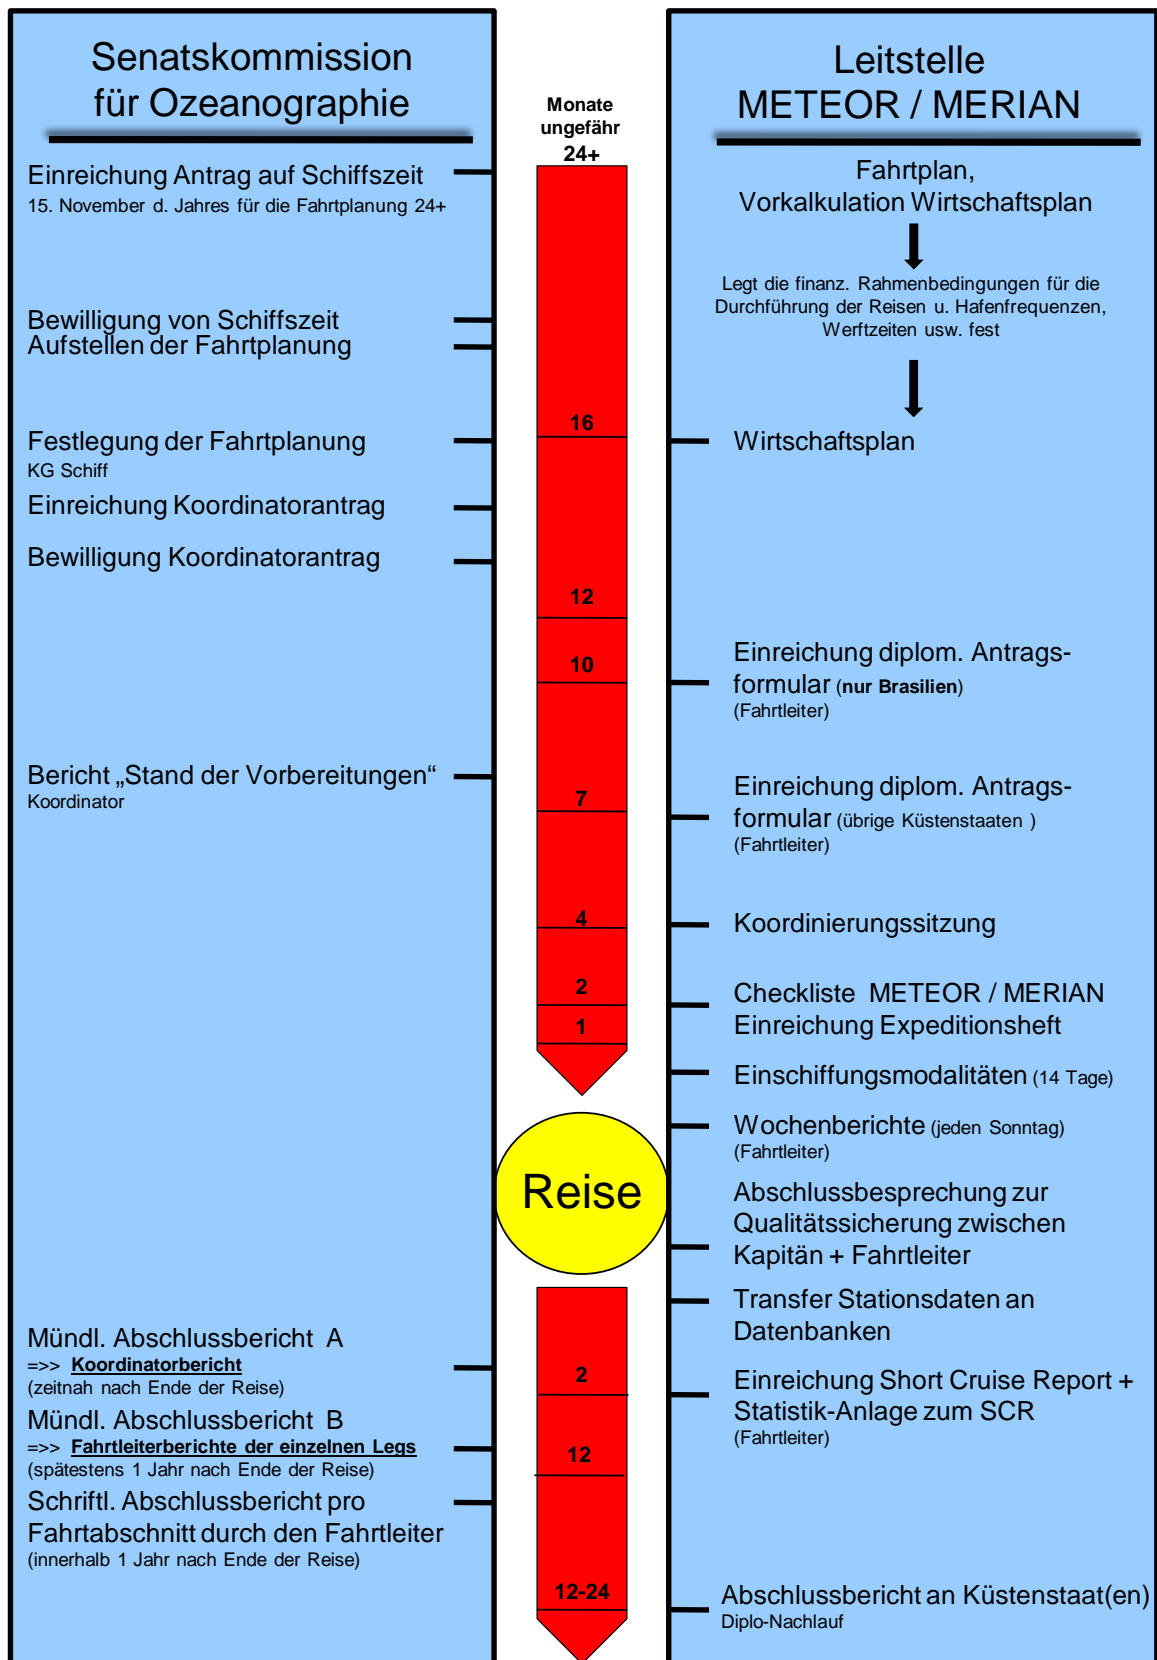 Senatskommission
für Ozeanographie
Einreichung Antrag auf Schiffszeit
15. November d. Jahres für die Fahrtplanung 24+
Bewilligung von Schiffszeit
Aufstellen der Fahrtplanung
Festlegung der Fahrtplanung
KG Schiff
Einreichung Koordinatorantrag
Bewilligung Koordinatorantrag
Bericht „Stand der Vorbereitungen“
Koordinator
Mündl. Abschlussbericht A
=>> Koordinatorbericht
(zeitnah nach Ende der Reise)
Mündl. Abschlussbericht B
=>> Fahrtleiterberichte der einzelnen Legs
(spätestens 1 Jahr nach Ende der Reise)
Schriftl. Abschlussbericht pro
Fahrtabschnitt durch den Fahrtleiter
(innerhalb 1 Jahr nach Ende der Reise)
Monate
ungefähr
24+
16
12
10
7
4
2
1
Reise
2
12
12-24
Leitstelle
METEOR / MERIAN
Fahrtplan,
Vorkalkulation Wirtschaftsplan
Legt die finanz. Rahmenbedingungen für die
Durchführung der Reisen u. Hafenfrequenzen,
Werftzeiten usw. fest
Wirtschaftsplan
Einreichung diplom. Antrags-
formular (nur Brasilien)
(Fahrtleiter)
Einreichung diplom. Antrags-
formular (übrige Küstenstaaten )
(Fahrtleiter)
Koordinierungssitzung
Checkliste METEOR / MERIAN
Einreichung Expeditionsheft
Einschiffungsmodalitäten (14 Tage)
Wochenberichte (jeden Sonntag)
(Fahrtleiter)
Abschlussbesprechung zur
Qualitätssicherung zwischen
Kapitän + Fahrtleiter
Transfer Stationsdaten an
Datenbanken
Einreichung Short Cruise Report +
Statistik-Anlage zum SCR
(Fahrtleiter)
Abschlussbericht an Küstenstaat(en)
Diplo-Nachlauf